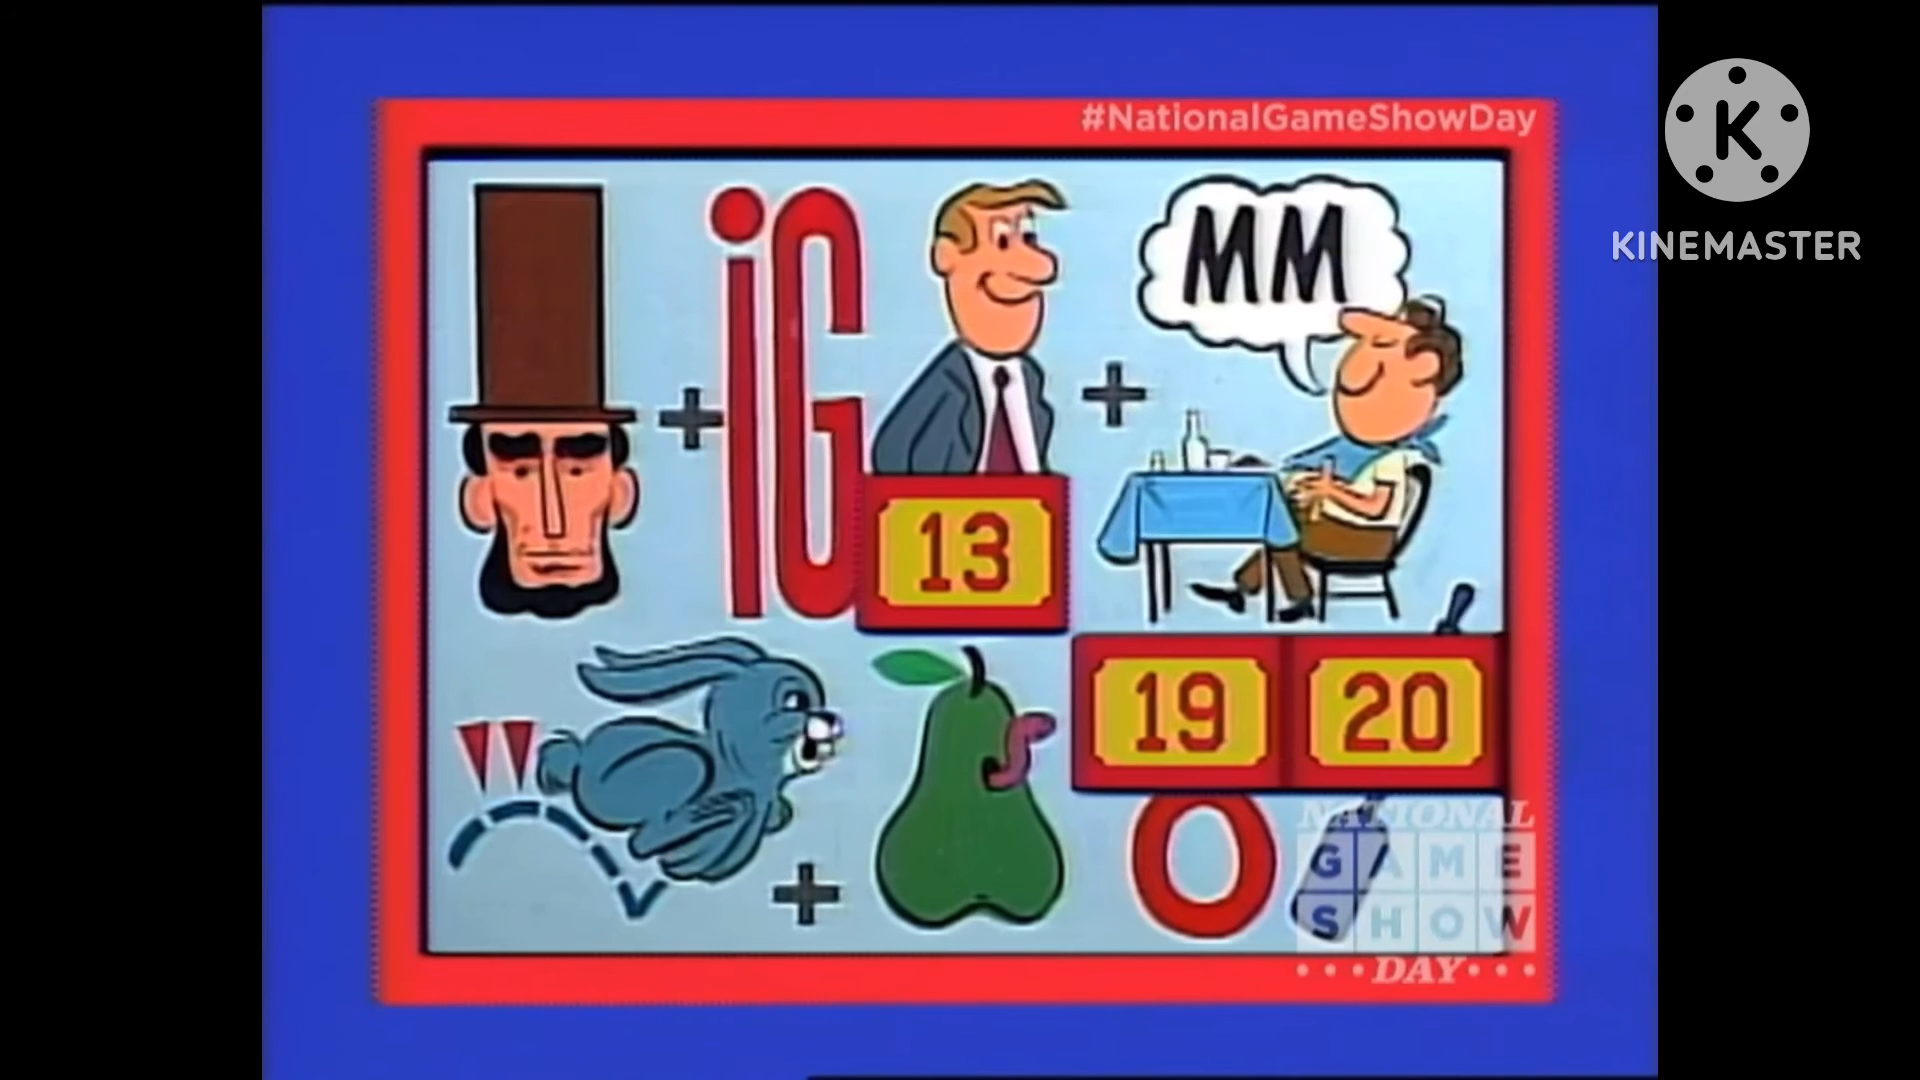 #NationalGameShowDay
K
KINEMASTER
MM
iG
13
19 20
O
NATIONAL
GAME
SHOW
DAY